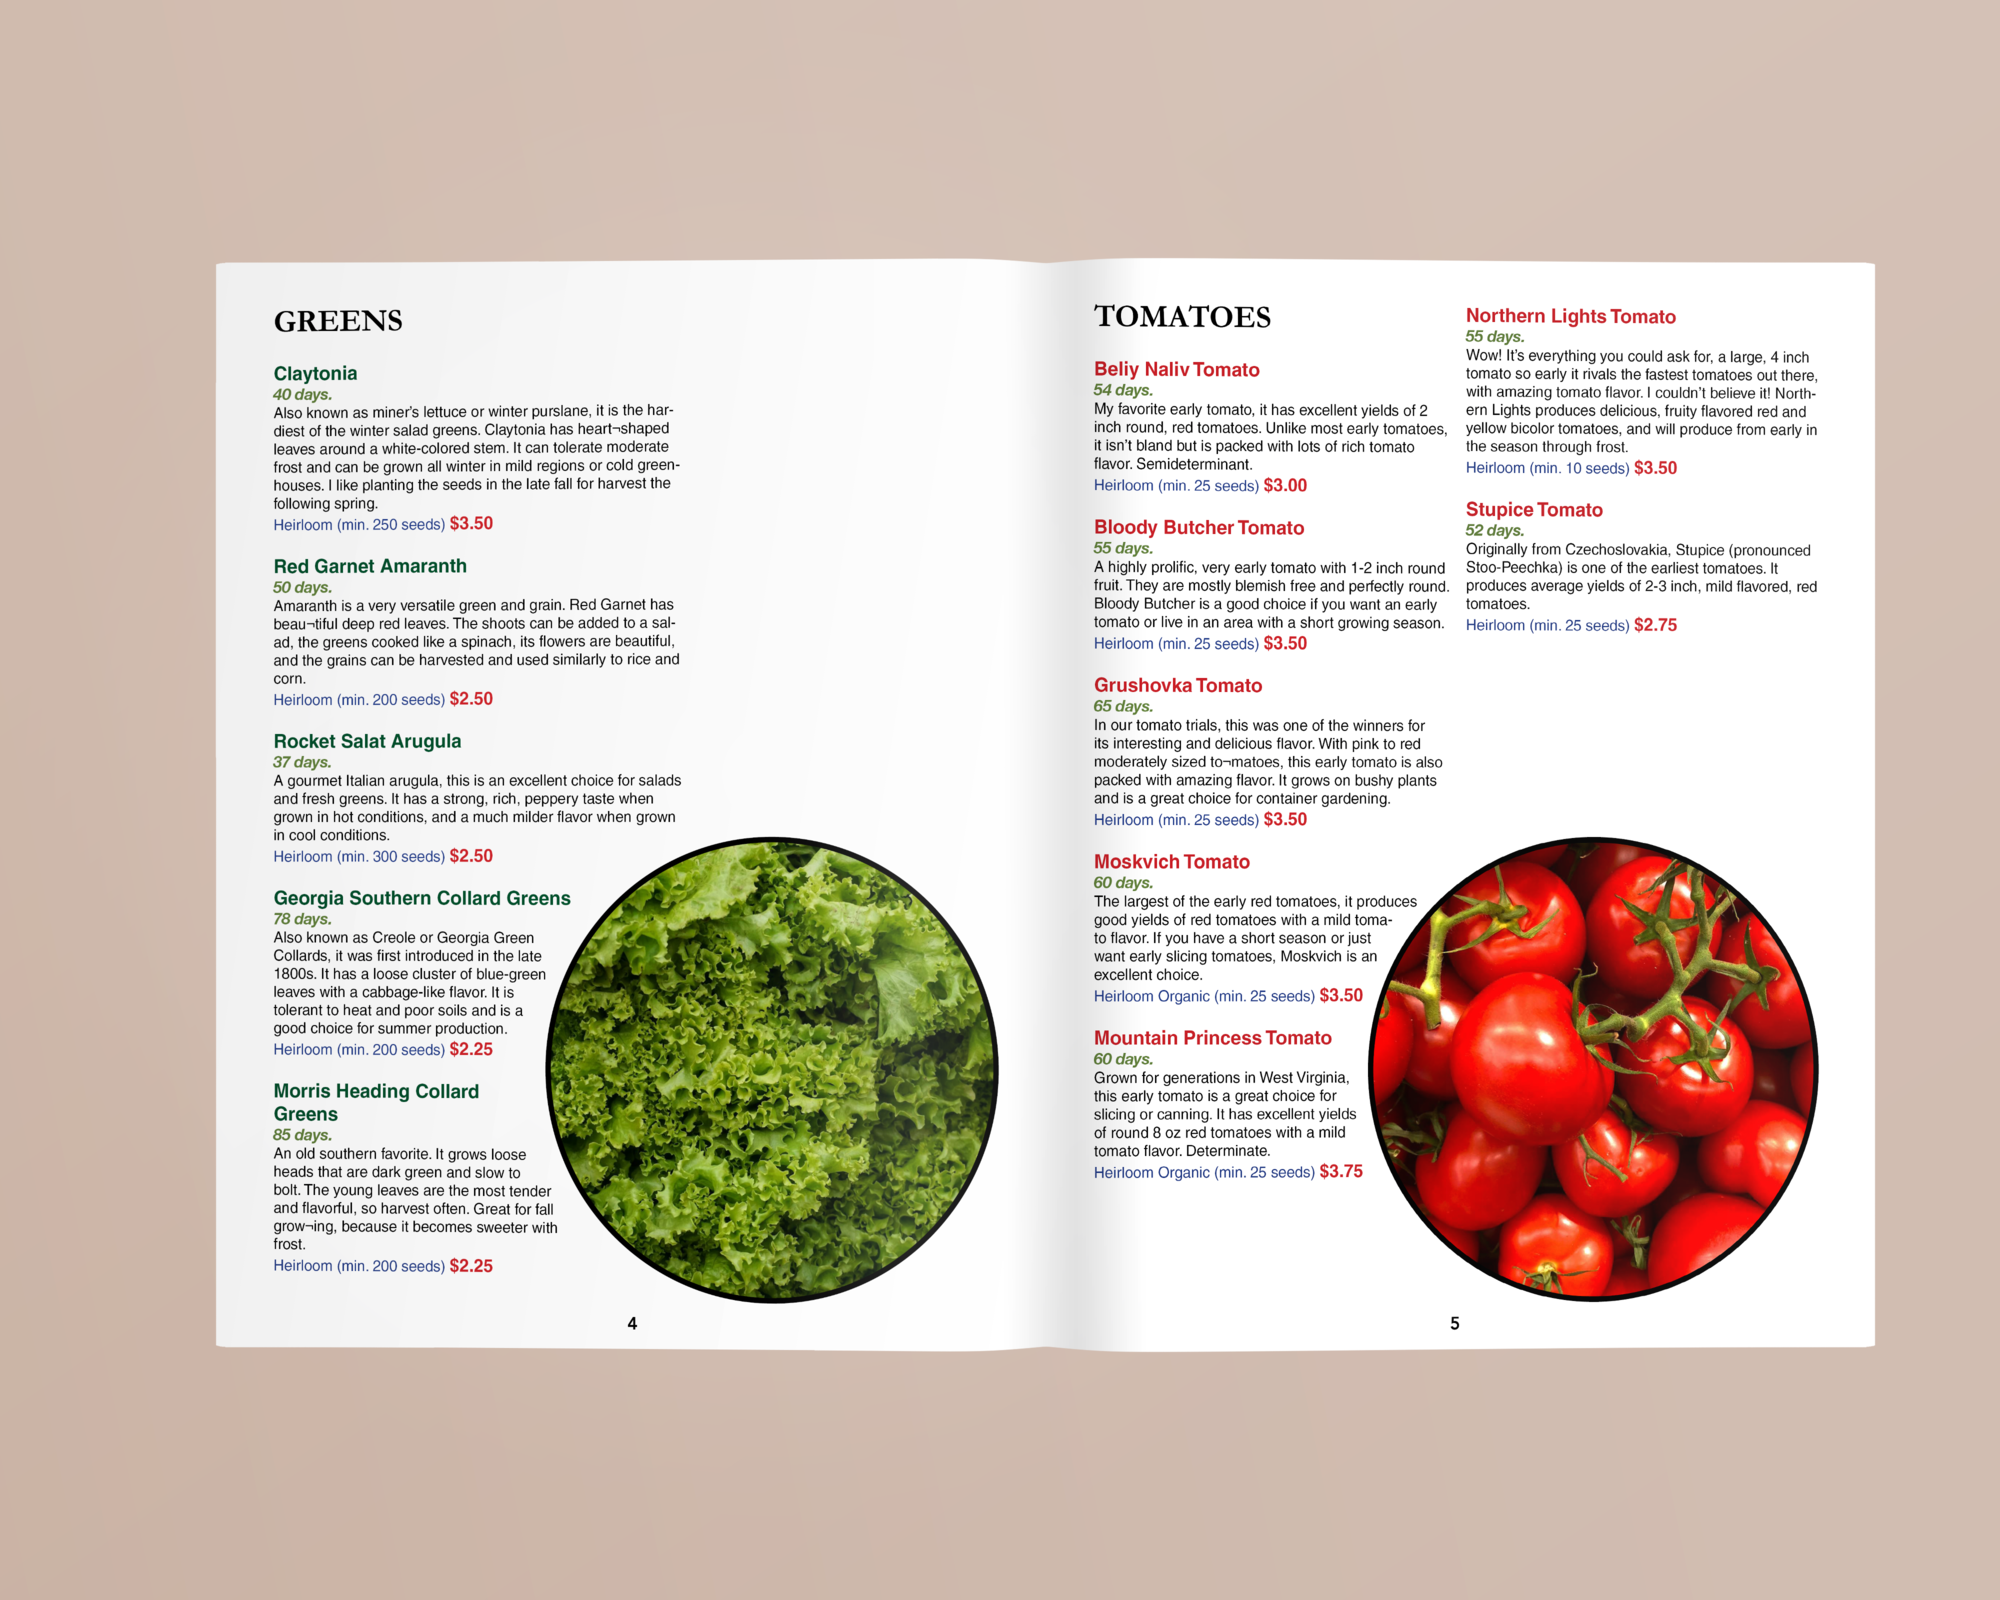 GREENS
Claytonia
40 days.
Also known as miner's lettuce or winter purslane, it is the har-
diest of the winter salad greens. Claytonia has heart¬shaped
leaves around a white-colored stem. It can tolerate moderate
frost and can be grown all winter in mild regions or cold green-
houses. I like planting the seeds in the late fall for harvest the
following spring.
Heirloom (min. 250 seeds) $3.50
Red Garnet Amaranth
50 days.
Amaranth is a very versatile green and grain. Red Garnet has
beau¬tiful deep red leaves. The shoots can be added to a sal-
ad, the greens cooked like a spinach, its flowers are beautiful,
and the grains can be harvested and used similarly to rice and
corn.
Heirloom (min. 200 seeds) $2.50
Rocket Salat Arugula
37 days.
A gourmet Italian arugula, this is an excellent choice for salads
and fresh greens. It has a strong, rich, peppery taste when
grown in hot conditions, and a much milder flavor when grown
in cool conditions.
Heirloom (min. 300 seeds) $2.50
Georgia Southern Collard Greens
78 days.
Also known as Creole or Georgia Green
Collards, it was first introduced in the late
1800s. It has a loose cluster of blue-green
leaves with a cabbage-like flavor. It is
tolerant to heat and poor soils and is a
good choice for summer production.
Heirloom (min. 200 seeds) $2.25
Morris Heading Collard
Greens
85 days.
An old southern favorite. It grows loose
heads that are dark green and slow to
bolt. The young leaves are the most tender
and flavorful, so harvest often. Great for fall
grow¬ing, because it becomes sweeter with
frost.
Heirloom (min. 200 seeds) $2.25
4
TOMATOES
Beliy Naliv Tomato
54 days.
My favorite early tomato, it has excellent yields of 2
inch round, red tomatoes. Unlike most early tomatoes,
it isn't bland but is packed with lots of rich tomato
flavor. Semideterminant.
Heirloom (min. 25 seeds) $3.00
Bloody Butcher Tomato
55 days.
A highly prolific, very early tomato with 1-2 inch round
fruit. They are mostly blemish free and perfectly round.
Bloody Butcher is a good choice if you want an early
tomato or live in an area with a short growing season.
Heirloom (min. 25 seeds) $3.50
Grushovka Tomato
65 days.
In our tomato trials, this was one of the winners for
its interesting and delicious flavor. With pink to red
moderately sized to¬matoes, this early tomato is also
packed with amazing flavor. It grows on bushy plants
and is a great choice for container gardening.
Heirloom (min. 25 seeds) $3.50
Moskvich Tomato
60 days.
The largest of the early red tomatoes, it produces
good yields of red tomatoes with a mild toma-
to flavor. If you have a short season or just
want early slicing tomatoes, Moskvich is an
excellent choice.
Heirloom Organic (min. 25 seeds) $3.50
Mountain Princess Tomato
60 days.
Grown for generations in West Virginia,
this early tomato is a great choice for
slicing or canning. It has excellent yields
of round 8 oz red tomatoes with a mild
tomato flavor. Determinate.
Heirloom Organic (min. 25 seeds) $3.75
Northern Lights Tomato
55 days.
Wow! It's everything you could ask for, a large, 4 inch
tomato so early it rivals the fastest tomatoes out there,
with amazing tomato flavor. I couldn't believe it! North-
ern Lights produces delicious, fruity flavored red and
yellow bicolor tomatoes, and will produce from early in
the season through frost.
Heirloom (min. 10 seeds) $3.50
Stupice Tomato
52 days.
Originally from Czechoslovakia, Stupice (pronounced
Stoo-Peechka) is one of the earliest tomatoes. It
produces average yields of 2-3 inch, mild flavored, red
tomatoes.
Heirloom (min. 25 seeds) $2.75
5